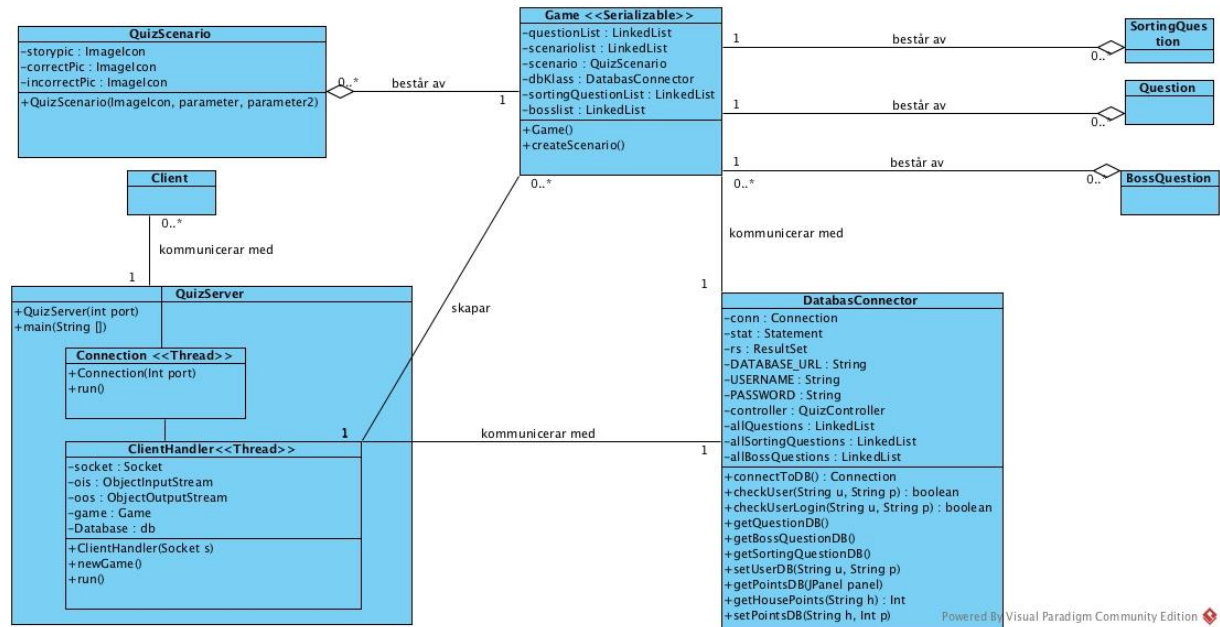 QuizScenario
-storypic : ImageIcon
-correctPic : ImageIcon
-incorrectPic : ImageIcon
+QuizScenario(ImageIcon, parameter, parameter2)
0..*
består av
1
Game <<Serializable>>
-questionList : LinkedList
-scenariolist : LinkedList
-scenario : QuizScenario
-dbKlass : DatabasConnector
-sortingQuestionList : LinkedList
-bosslist : LinkedList
+Game()
+createScenario()
1
består av
0..*
SortingQues
tion
1
består av
0..*
Question
1
består av
0..*
BossQuestion
0..*
0..*
kommunicerar med
1
Client
0..*
kommunicerar med
1
QuizServer
+QuizServer(int port)
+main(String [])
Connection <<Thread>>
+Connection(Int port)
+run()
skapar
1
ClientHandler<<Thread>>
-socket : Socket
-ois : ObjectInputStream
-oos : ObjectOutputStream
-game : Game
-Database : db
+ClientHandler(Socket s)
+newGame()
+run()
kommunicerar med
1
DatabasConnector
-conn : Connection
-stat : Statement
-rs : ResultSet
-DATABASE_URL : String
-USERNAME : String
-PASSWORD : String
-controller : QuizController
-allQuestions : LinkedList
-allSortingQuestions : LinkedList
-allBossQuestions : LinkedList
+connectToDB() : Connection
+checkUser(String u, String p) : boolean
+checkUserLogin(String u, String p) : boolean
+getQuestionDB()
+getBossQuestionDB()
+getSortingQuestionDB()
+setUserDB(String u, String p)
+getPointsDB(JPanel panel)
+getHousePoints(String h) : Int
+setPointsDB(String h, Int p)
Powered By Visual Paradigm Community Edition